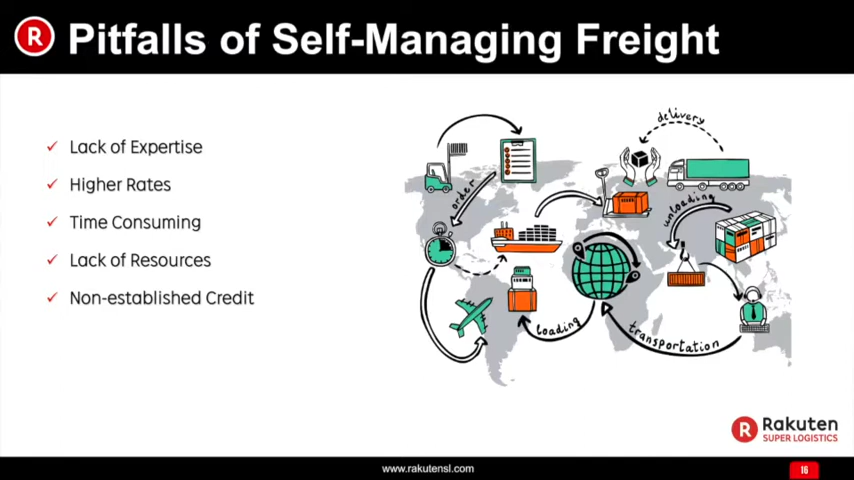 R Pitfalls of Self-Managing Freight
✓ Lack of Expertise
✓ Higher Rates
✓ Time Consuming
✓ Lack of Resources
✓ Non-established Credit
delivery
order
unloading
loading
transportation
R Rakuten
SUPER LOGISTICS
www.rakutensl.com
16